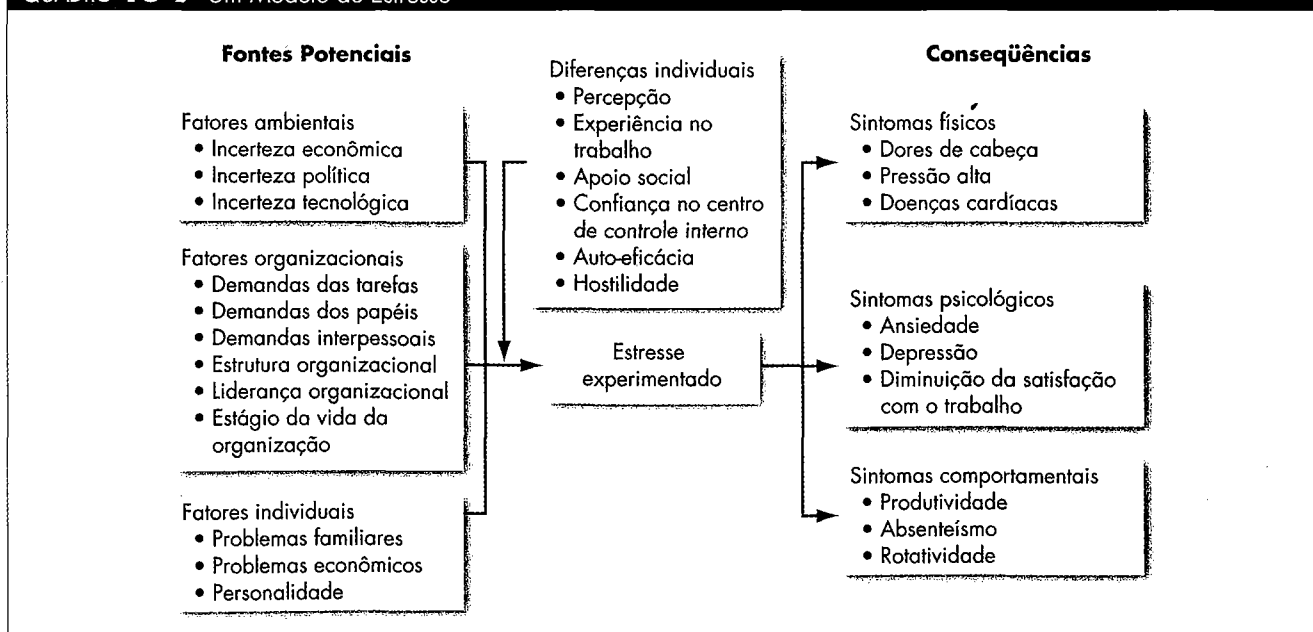 Fontes Potenciais
Fatores ambientais
• Incerteza econômica
• Incerteza política
• Incerteza tecnológica
Fatores organizacionais
• Demandas das tarefas
• Demandas dos papéis
• Demandas interpessoais
• Estrutura organizacional
• Liderança organizacional
• Estágio da vida da
organização
Fatores individuais
• Problemas familiares
• Problemas econômicos
• Personalidade
Diferenças individuais
• Percepção
• Experiência no
trabalho
• Apoio social
• Confiança no centro
de controle interno
• Auto-eficácia
• Hostilidade
Estresse
experimentado
Conseqüências
Sintomas físicos
• Dores de cabeça
• Pressão alta
• Doenças cardíacas
Sintomas psicológicos
• Ansiedade
• Depressão
• Diminuição da satisfação
com o trabalho
Sintomas comportamentais
• Produtividade
• Absenteísmo
• Rotatividade